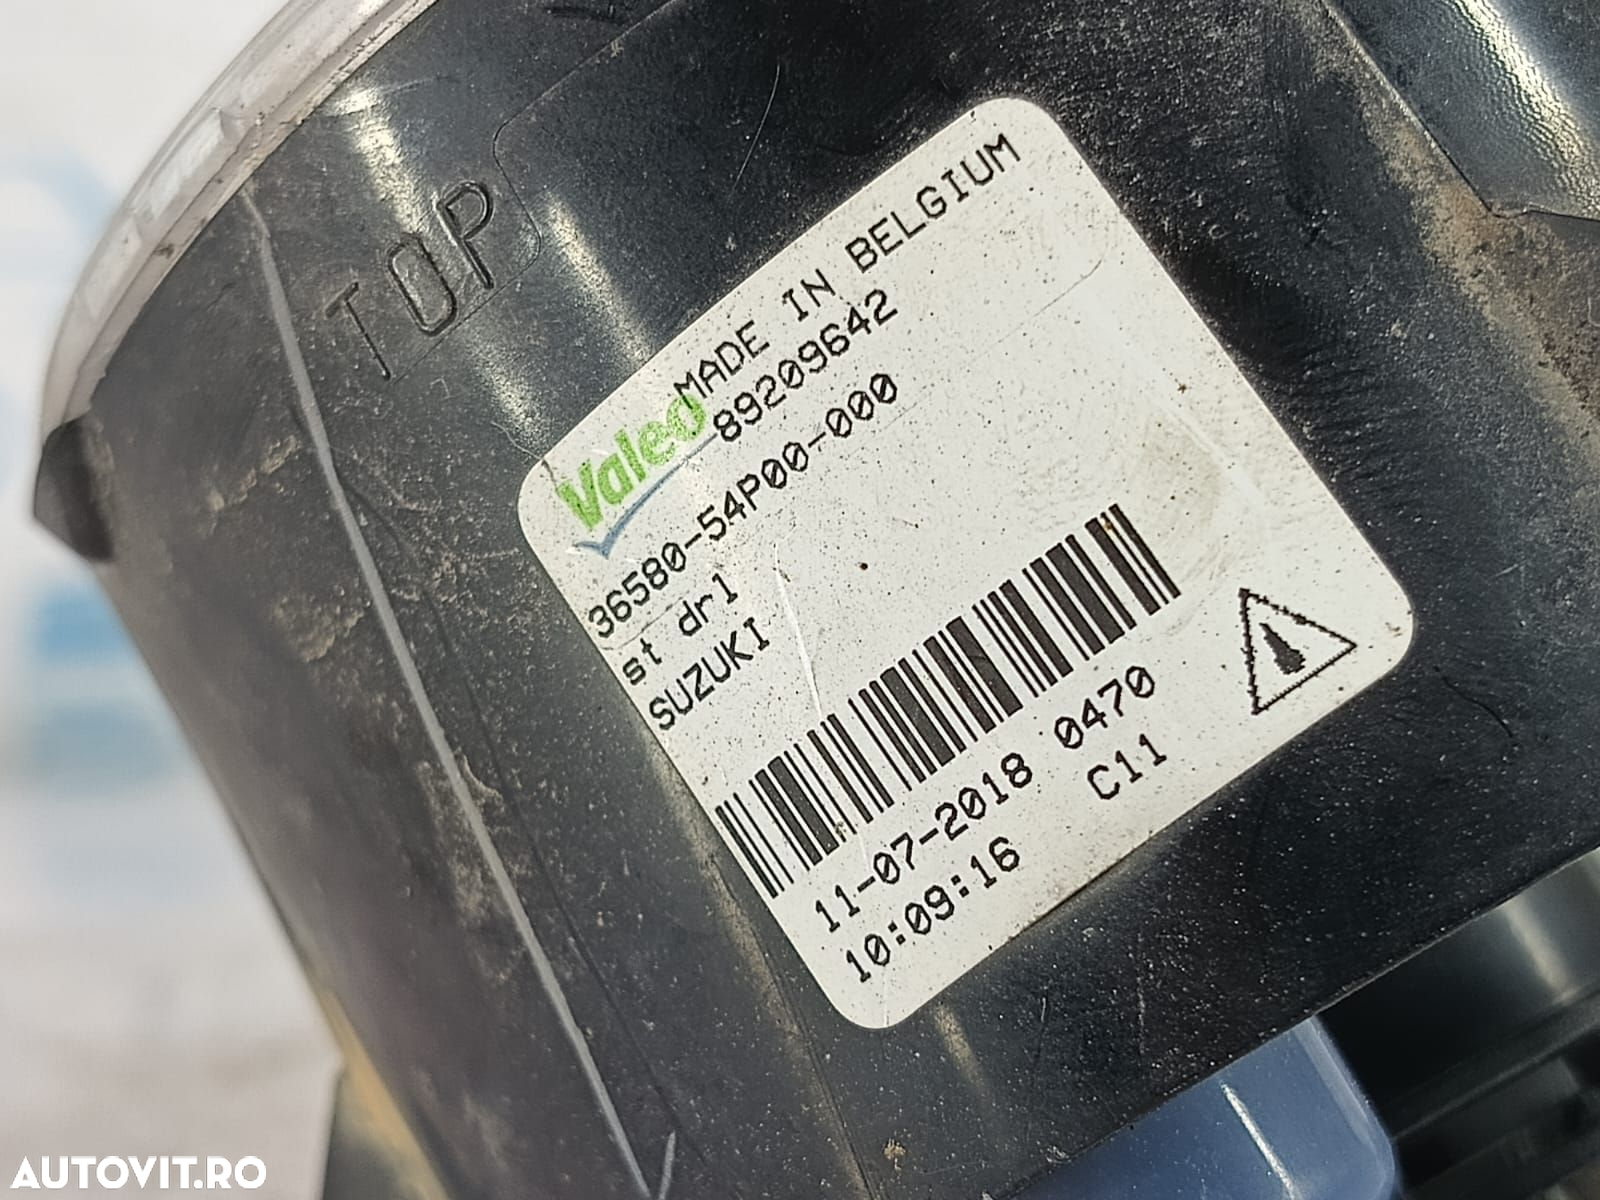 TOP
MADE IN BELGIUM
Valeo 89209642
36580-54P00-000
st drl
SUZUKI
11-07-2018 0470
10:09:16 C11
AUTOVIT.RO